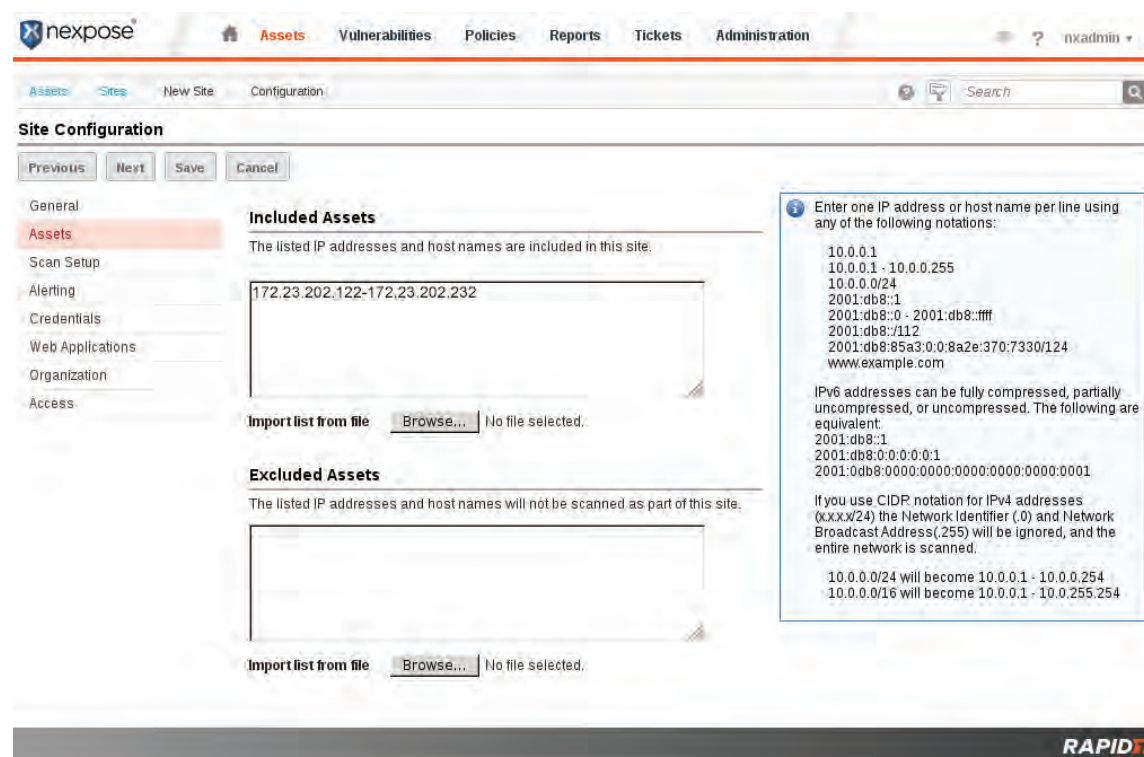 nexpose
Assets Vulnerabilities Policies Reports Tickets Administration
? nxadmin
Assets Sites New Site Configuration
Search
Site Configuration
Previous Next Save Cancel
General
Assets
Scan Setup
Alerting
Credentials
Web Applications
Organization
Access
Included Assets
The listed IP addresses and host names are included in this site.
172.23.202.122-172.23.202.232
Import list from file Browse... No file selected.
Excluded Assets
The listed IP addresses and host names will not be scanned as part of this site.
Import list from file Browse... No file selected.
Enter one IP address or host name per line using
any of the following notations:
10.0.0.1
10.0.0.1 - 10.0.0.255
10.0.0.0/24
2001:db8::1
2001:db8::0 - 2001:db8::ffff
2001:db8::/112
2001:db8:85a3:0:0:8a2e:370:7330/124
www.example.com
IPv6 addresses can be fully compressed, partially
uncompressed, or uncompressed. The following are
equivalent:
2001:db8::1
2001:db8:0:0:0:0:0:1
2001:0db8:0000:0000:0000:0000:0000:0001
If you use CIDR notation for IPv4 addresses
(x.x.x.x/24) the Network Identifier (.0) and Network
Broadcast Address(.255) will be ignored, and the
entire network is scanned.
10.0.0.0/24 will become 10.0.0.1 - 10.0.0.254
10.0.0.0/16 will become 10.0.0.1 - 10.0.255.254
RAPID7